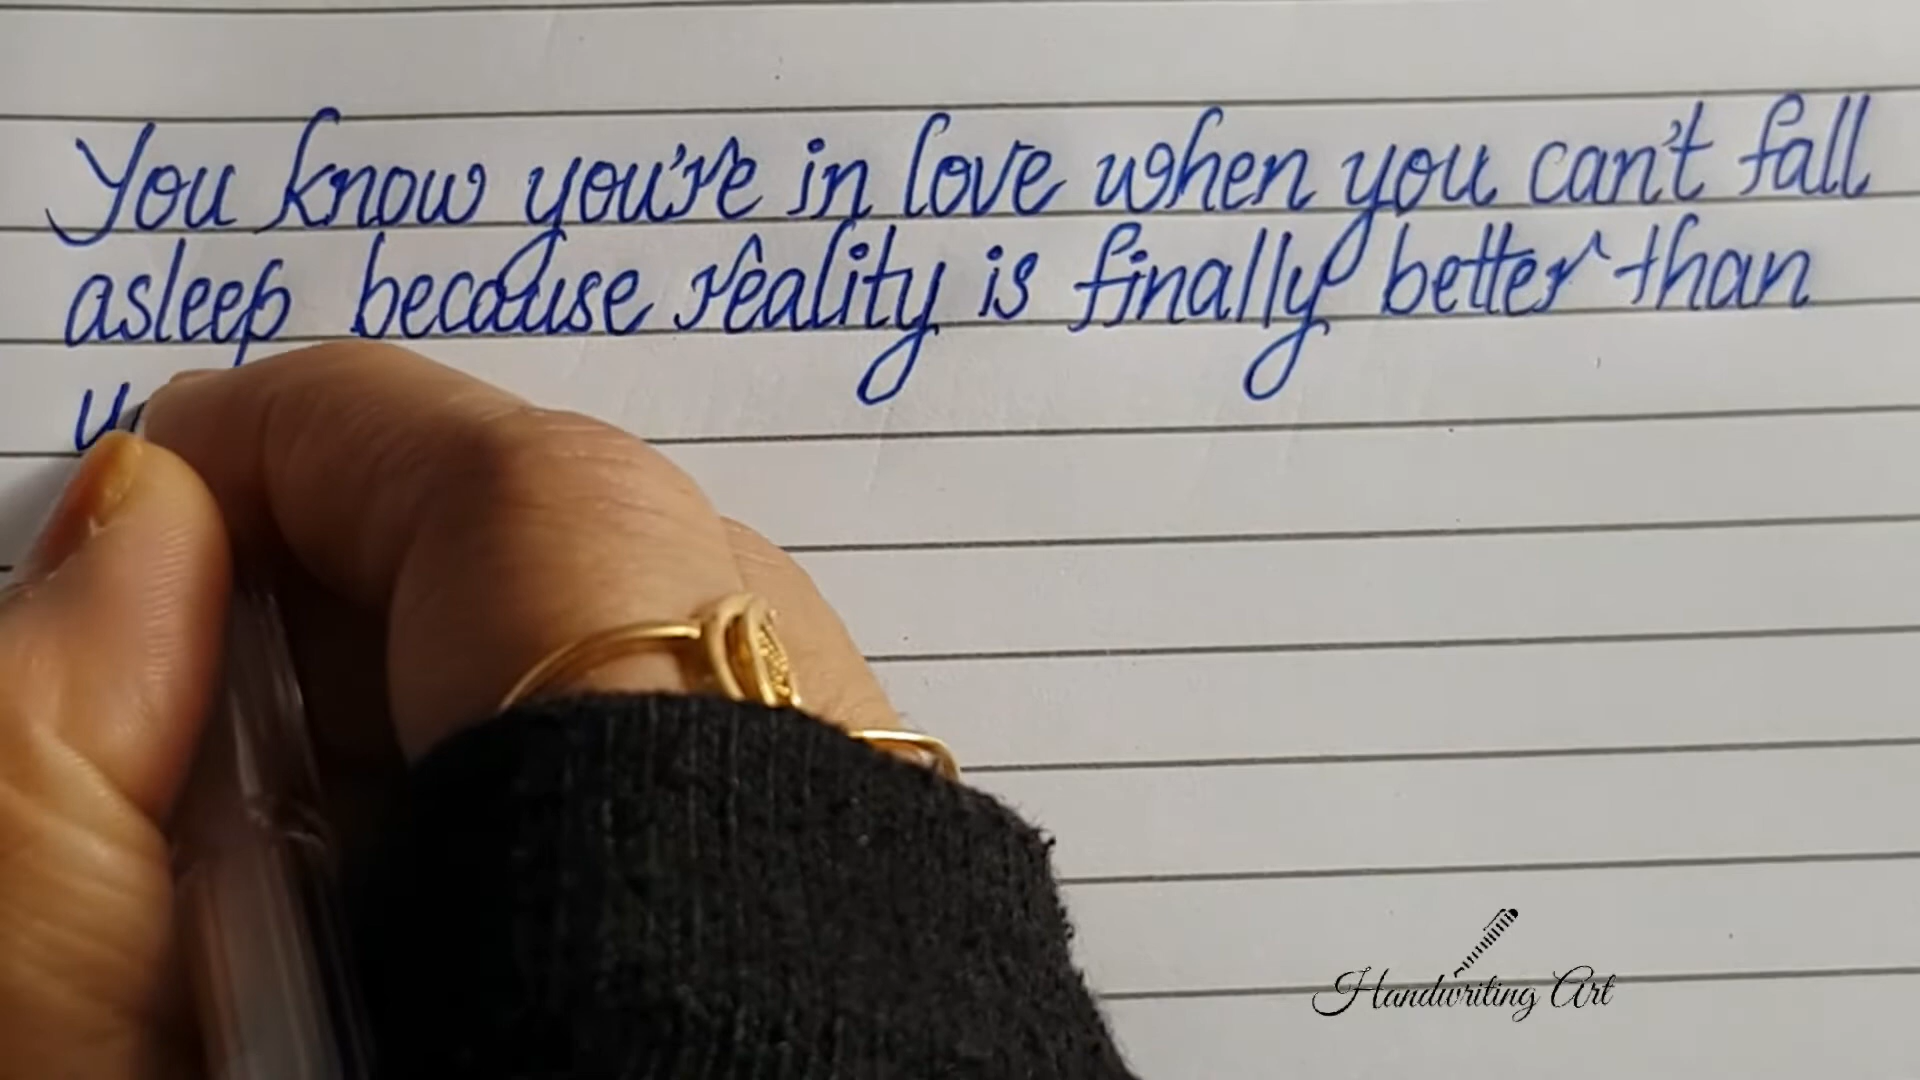 You know you're in love when you can't fall
asleep because reality is finally better than
Handwriting Art